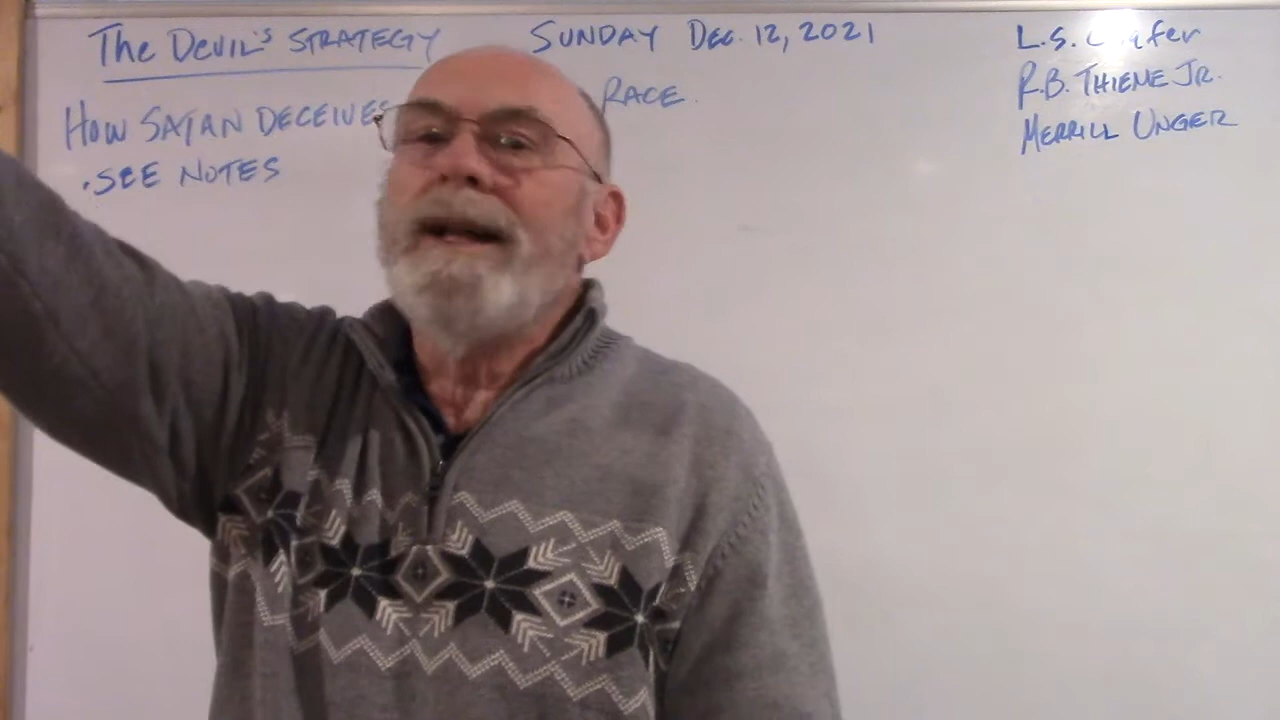 The Devil's STRATEGY
SUNDAY DEC. 12, 2021
HOW SATAN DECEIVES RACE
• SEE NOTES
L.S.
R.B. THIEME JR.
MERRILL UNGER